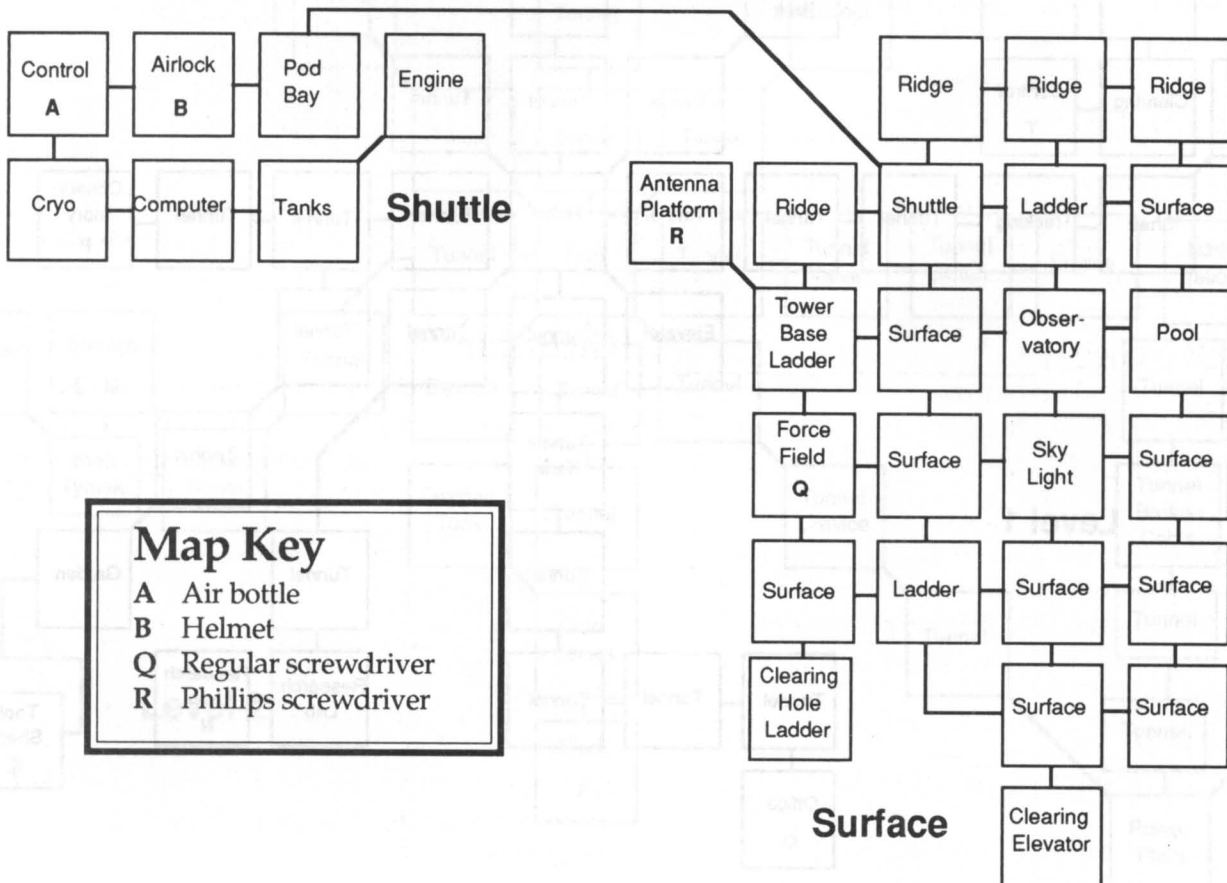 Control
A
Airlock
B
Pod
Bay
Engine
Cryo
Computer
Tanks
Shuttle
Ridge
Ridge
Ridge
Antenna
Platform
R
Ridge
Shuttle
Ladder
Surface
Tower
Base
Ladder
Surface
Obser-
vatory
Pool
Force
Field
Q
Surface
Sky
Light
Surface
Surface
Ladder
Surface
Surface
Clearing
Hole
Ladder
Surface
Surface
Clearing
Elevator
Surface
Map Key
A Air bottle
B Helmet
Q Regular screwdriver
R Phillips screwdriver